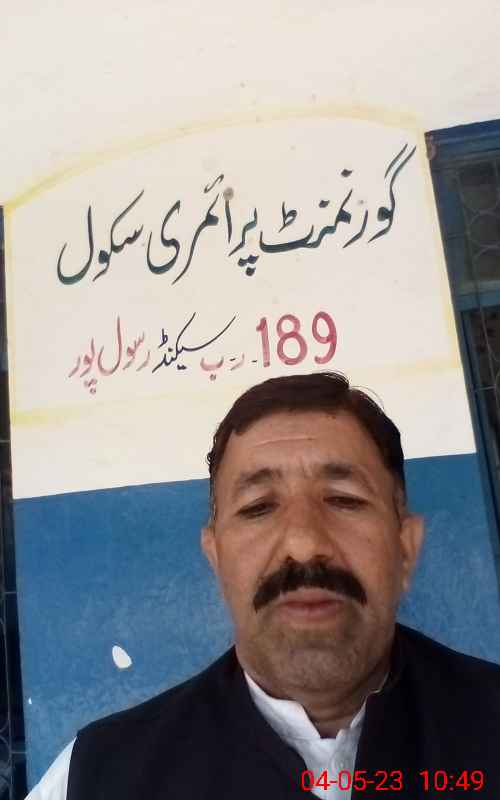 گورنمنٹ پرائمری سکول
189 ۔ر۔ب سیکنڈ رسول پور
04-05-23 10:49